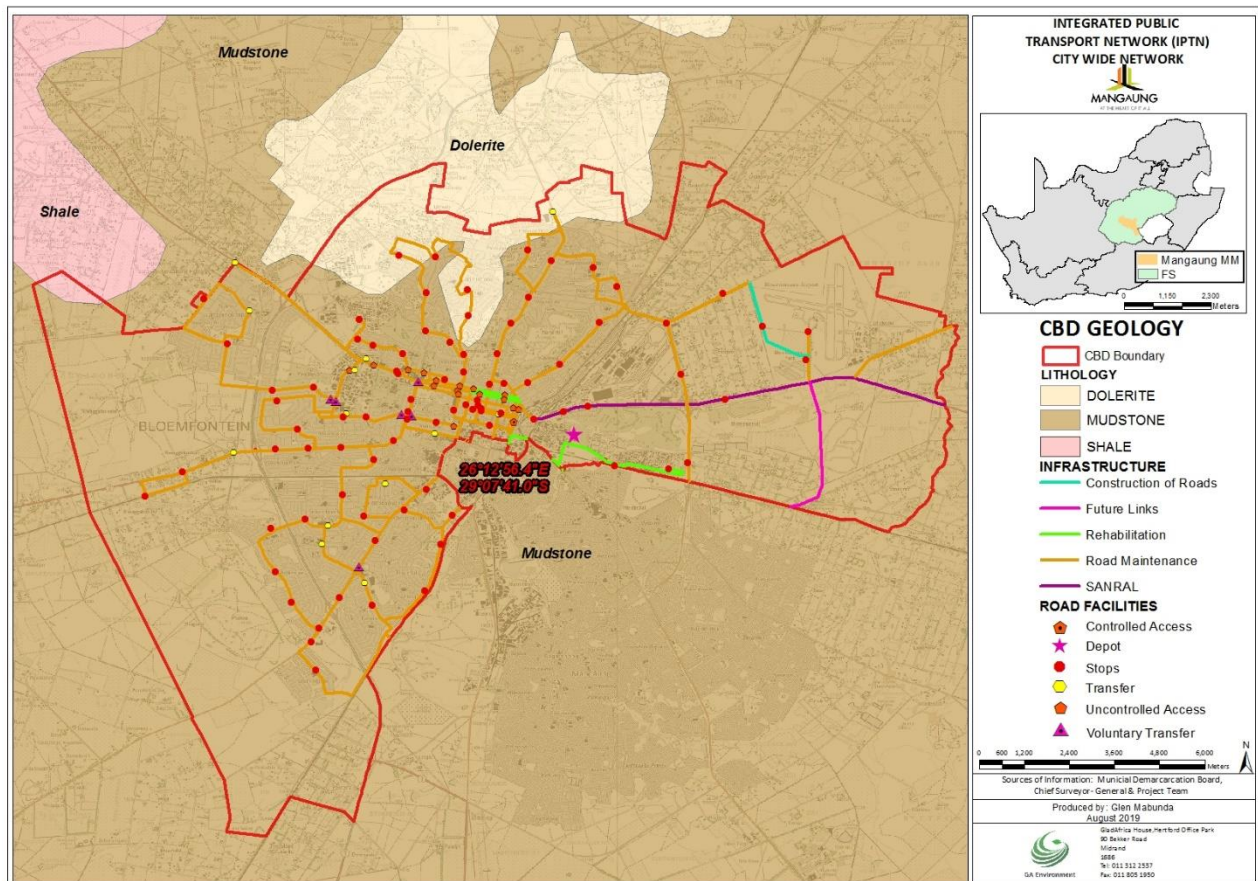 Mudstone
Dolerite
Shale
BLOEMFONTEIN
26°12'56.4"E
29°07'41.0"S
Mudstone
INTEGRATED PUBLIC
TRANSPORT NETWORK (IPTN)
CITY WIDE NETWORK
MANGAUNG
Mangaung MM
FS
0 1,150 2,300
Meters
CBD GEOLOGY
CBD Boundary
LITHOLOGY
DOLERITE
MUDSTONE
SHALE
INFRASTRUCTURE
Construction of Roads
Future Links
Rehabilitation
Road Maintenance
SANRAL
ROAD FACILITIES
Controlled Access
Depot
Stops
Transfer
Uncontrolled Access
Voluntary Transfer
N
0 600 1,200 2,400 3,600 4,800 6,000
Meters
Sources of Information: Municial Demarcarcation Board,
Chief Surveyor- General & Project Team
Produced by: Glen Mabunda
August 2019
GA Environment
GladAfrica House,Hertford Office Park
90 Bekker Road
Midrand
1686
Tel: 011 312 2537
Fax: 011 805 1950